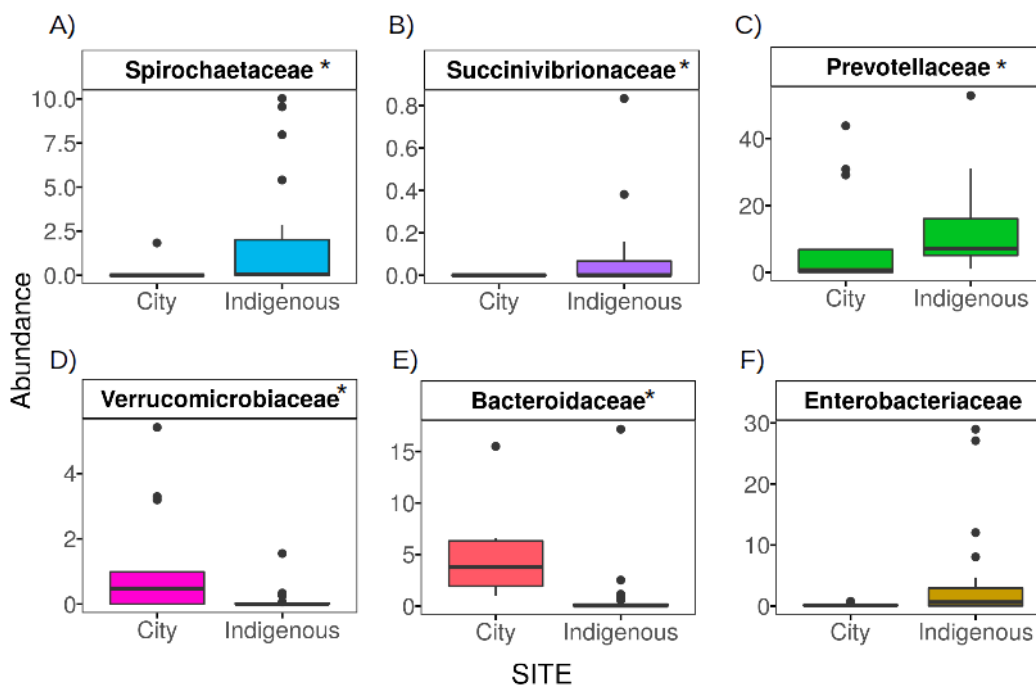 A)
Spirochaetaceae *
10.0
7.5
5.0
2.5
0.0
City Indigenous
B)
Succinivibrionaceae *
0.8
0.6
0.4
0.2
0.0
City Indigenous
C)
Prevotellaceae *
40
20
0
City Indigenous
Abundance
D)
Verrucomicrobiaceae *
4
2
0
City Indigenous
E)
Bacteroidaceae *
15
10
5
0
City Indigenous
F)
Enterobacteriaceae
30
20
10
0
City Indigenous
SITE